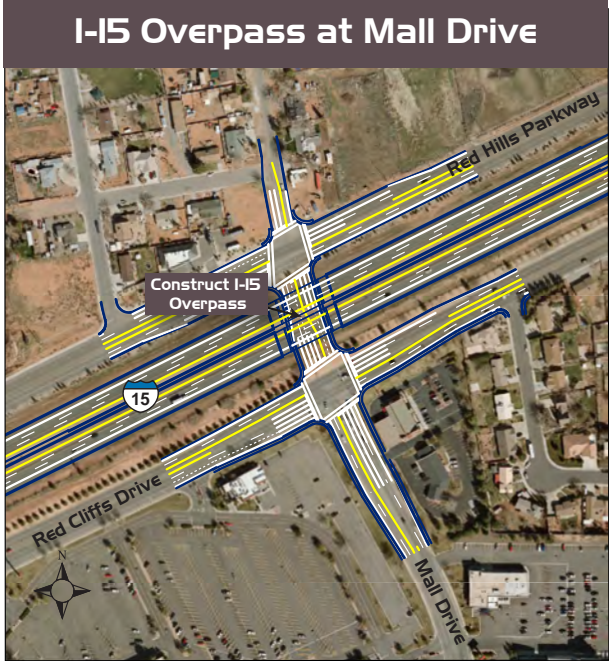 I-15 Overpass at Mall Drive
Red Hills Parkway
Construct I-15
Overpass
15
Red Cliffs Drive
N
Mall Drive